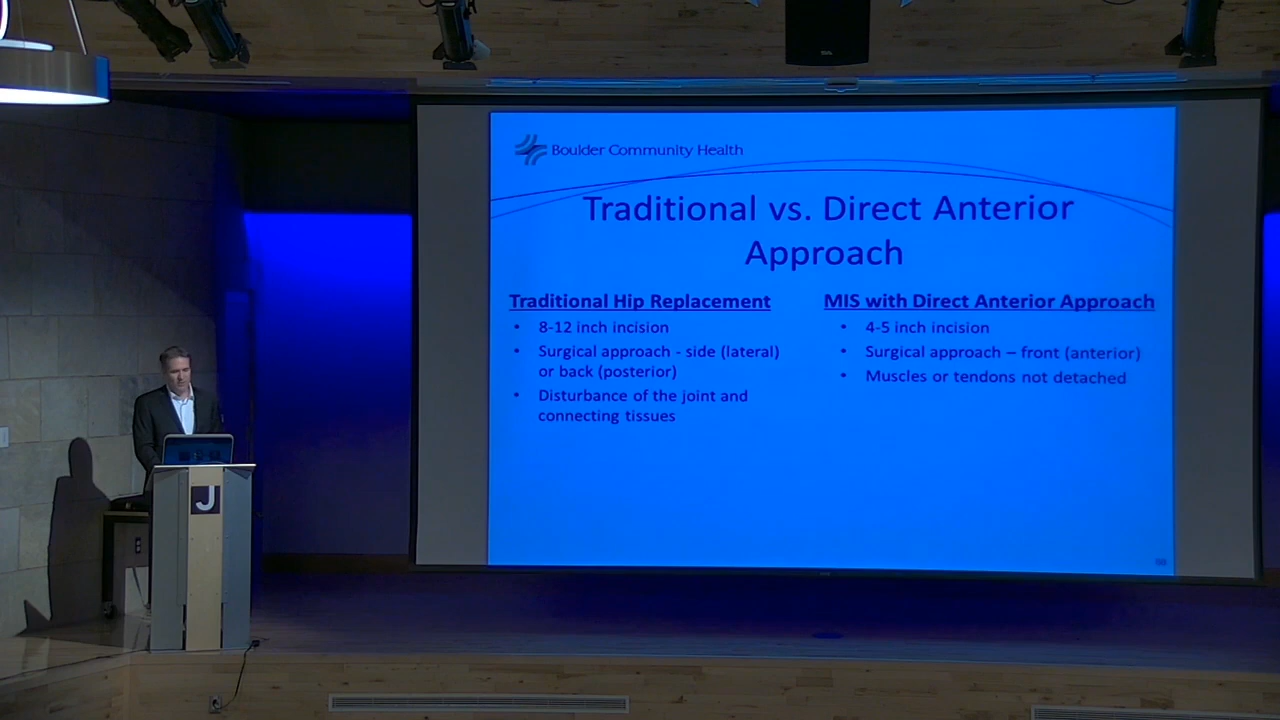 Boulder Community Health
Traditional vs. Direct Anterior
Approach
Traditional Hip Replacement
• 8-12 inch incision
• Surgical approach - side (lateral)
or back (posterior)
• Disturbance of the joint and
connecting tissues
MIS with Direct Anterior Approach
• 4-5 inch incision
• Surgical approach – front (anterior)
• Muscles or tendons not detached
J